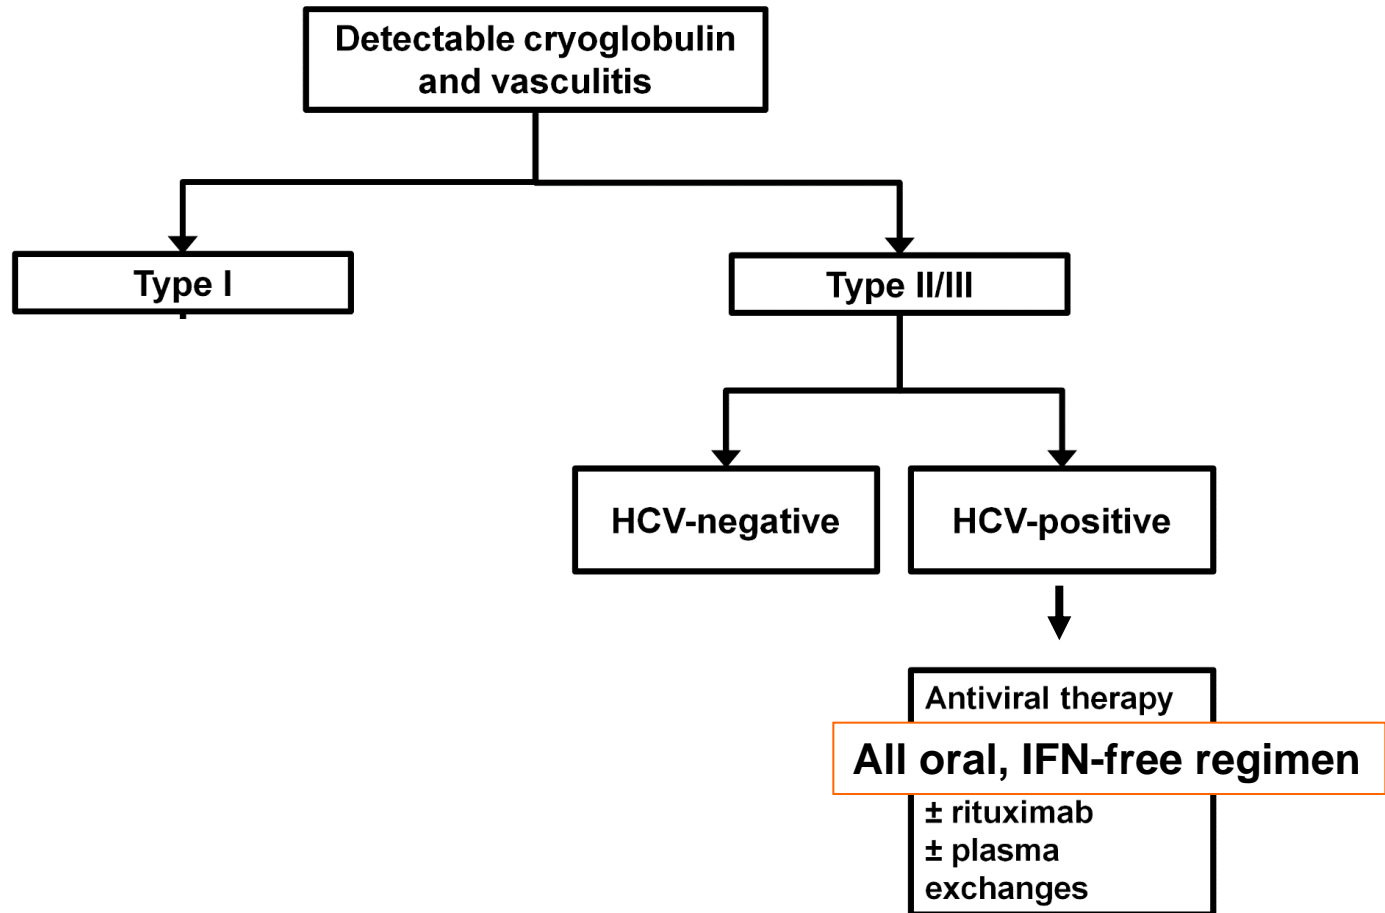 Detectable cryoglobulin
and vasculitis
Type I
Type II/III
HCV-negative
HCV-positive
Antiviral therapy
All oral, IFN-free regimen
± rituximab
± plasma
exchanges